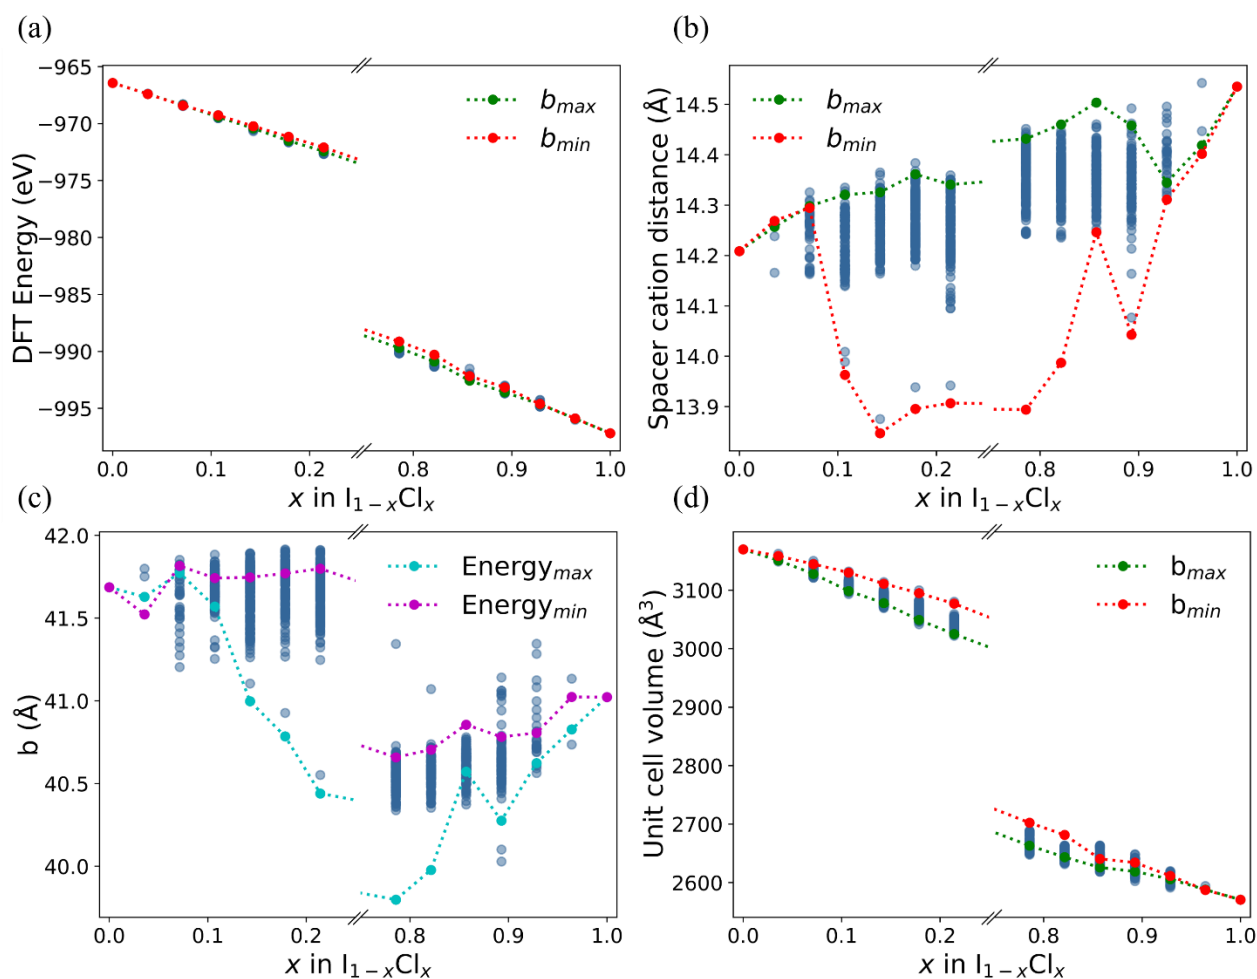 (a)
−965
−970
−975
−980
−985
−990
−995
DFT Energy (eV)
b_max
b_min
0.0 0.1 0.2 0.8 0.9 1.0
x in I_{1−x}Cl_x
(b)
14.5
14.4
14.3
14.2
14.1
14.0
13.9
Spacer cation distance (Å)
b_max
b_min
0.0 0.1 0.2 0.8 0.9 1.0
x in I_{1−x}Cl_x
(c)
42.0
41.5
41.0
40.5
40.0
b (Å)
Energy_max
Energy_min
0.0 0.1 0.2 0.8 0.9 1.0
x in I_{1−x}Cl_x
(d)
3100
3000
2900
2800
2700
2600
Unit cell volume (Å³)
b_max
b_min
0.0 0.1 0.2 0.8 0.9 1.0
x in I_{1−x}Cl_x